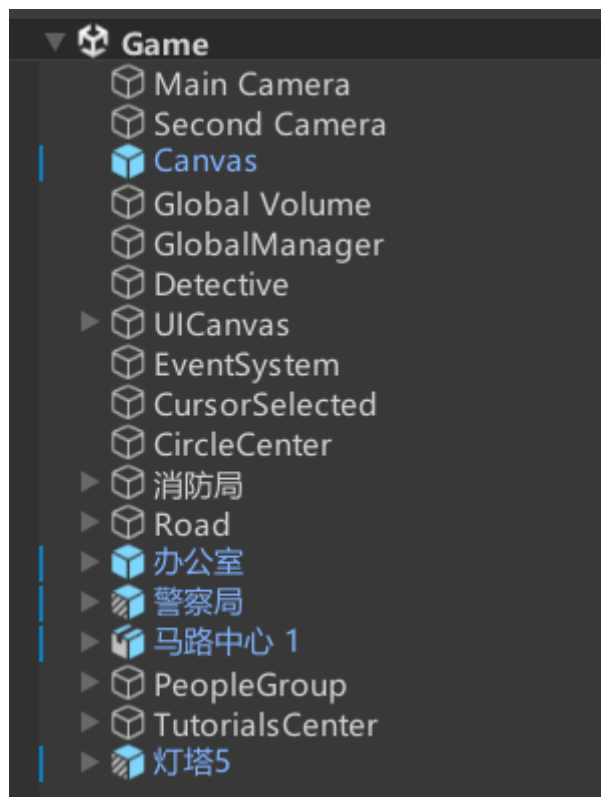 Game
Main Camera
Second Camera
Canvas
Global Volume
GlobalManager
Detective
UICanvas
EventSystem
CursorSelected
CircleCenter
消防局
Road
办公室
警察局
马路中心 1
PeopleGroup
TutorialsCenter
灯塔5